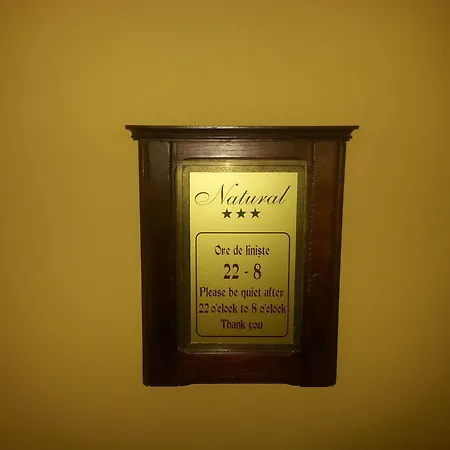 Natural
★★★
Ore de liniște
22 - 8
Please be quiet after
22 o'clock to 8 o'clock
Thank you